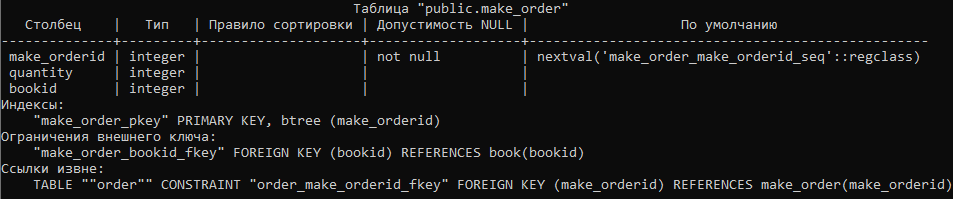 Таблица "public.make_order"
Столбец | Тип | Правило сортировки | Допустимость NULL | По умолчанию
--------------+---------+--------------------+-------------------+--------------------------------------------------
make_orderid | integer | | not null | nextval('make_order_make_orderid_seq'::regclass)
quantity | integer | | |
bookid | integer | | |
Индексы:
"make_order_pkey" PRIMARY KEY, btree (make_orderid)
Ограничения внешнего ключа:
"make_order_bookid_fkey" FOREIGN KEY (bookid) REFERENCES book(bookid)
Ссылки извне:
TABLE ""order"" CONSTRAINT "order_make_orderid_fkey" FOREIGN KEY (make_orderid) REFERENCES make_order(make_orderid)